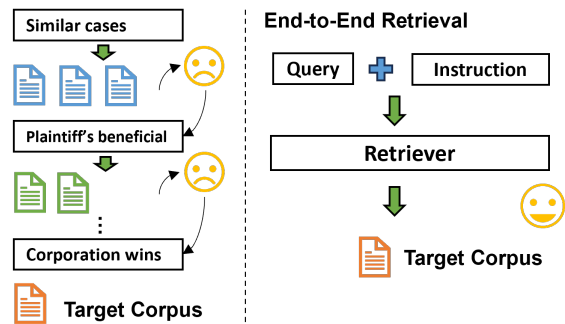 Similar cases
Plaintiff's beneficial
⋮
Corporation wins
Target Corpus
End-to-End Retrieval
Query
Instruction
Retriever
Target Corpus